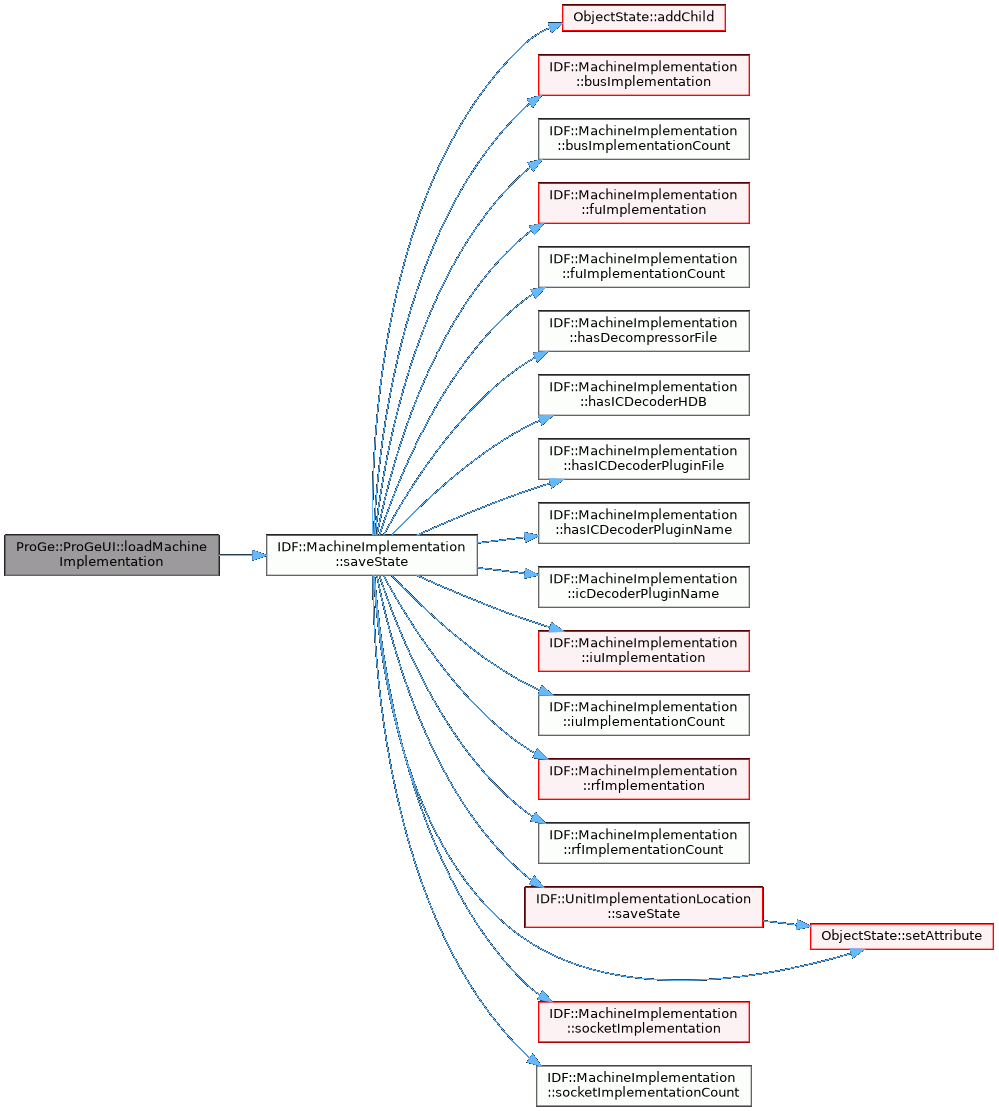 ObjectState::addChild
IDF::MachineImplementation
::busImplementation
IDF::MachineImplementation
::busImplementationCount
IDF::MachineImplementation
::fuImplementation
IDF::MachineImplementation
::fuImplementationCount
IDF::MachineImplementation
::hasDecompressorFile
IDF::MachineImplementation
::hasICDecoderHDB
IDF::MachineImplementation
::hasICDecoderPluginFile
IDF::MachineImplementation
::hasICDecoderPluginName
ProGe::ProGeUI::loadMachine
Implementation
IDF::MachineImplementation
::saveState
IDF::MachineImplementation
::icDecoderPluginName
IDF::MachineImplementation
::iuImplementation
IDF::MachineImplementation
::iuImplementationCount
IDF::MachineImplementation
::rfImplementation
IDF::MachineImplementation
::rfImplementationCount
IDF::UnitImplementationLocation
::saveState
ObjectState::setAttribute
IDF::MachineImplementation
::socketImplementation
IDF::MachineImplementation
::socketImplementationCount